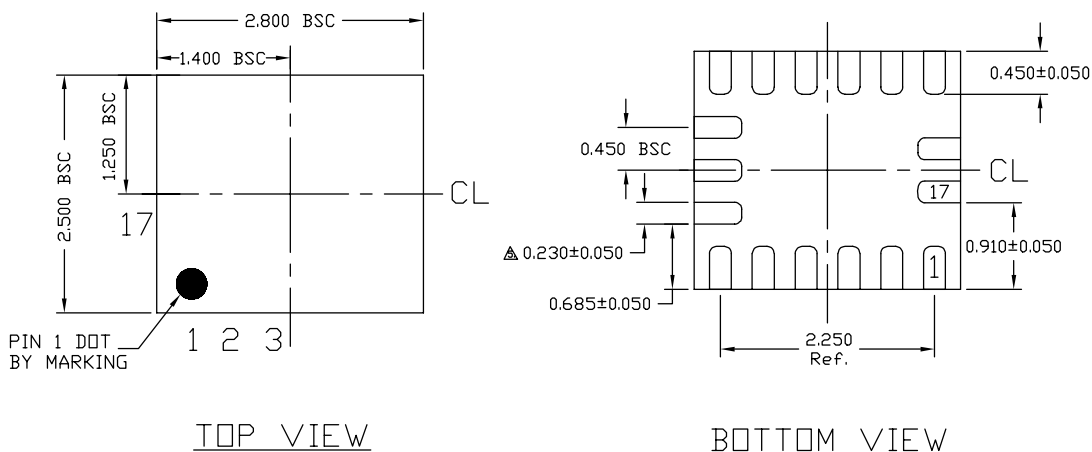 2.800 BSC
1.400 BSC
1.250 BSC
2.500 BSC
CL
17
PIN 1 DOT
BY MARKING
1 2 3
TOP VIEW
0.450±0.050
0.450 BSC
CL
17
0.230±0.050
0.910±0.050
1
0.685±0.050
2.250
Ref.
BOTTOM VIEW